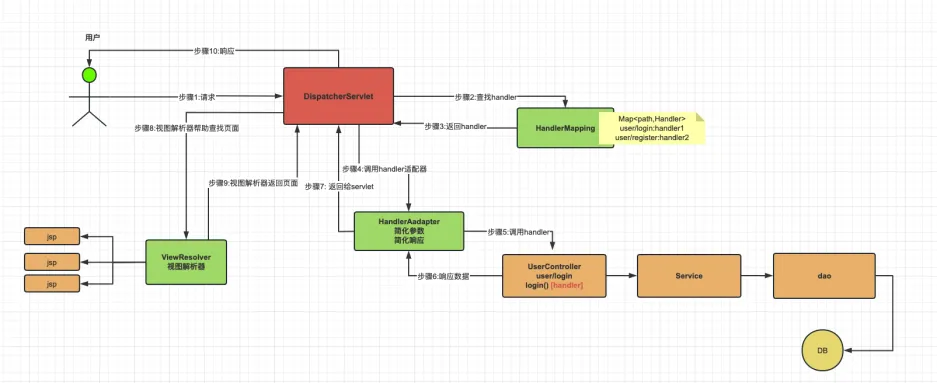 用户
步骤10:响应
DispatcherServlet
步骤1:请求
步骤2:查找handler
Map<path,Handler>
user/login:handler1
user/register:handler2
HandlerMapping
步骤3:返回handler
步骤8:视图解析器帮助查找页面
步骤4:调用handler适配器
步骤9:视图解析器返回页面
步骤7: 返回给servlet
HandlerAadapter
简化参数
简化响应
步骤5:调用handler
jsp
jsp
jsp
ViewResolver
视图解析器
步骤6:响应数据
UserController
user/login
login() [handler]
Service
dao
DB